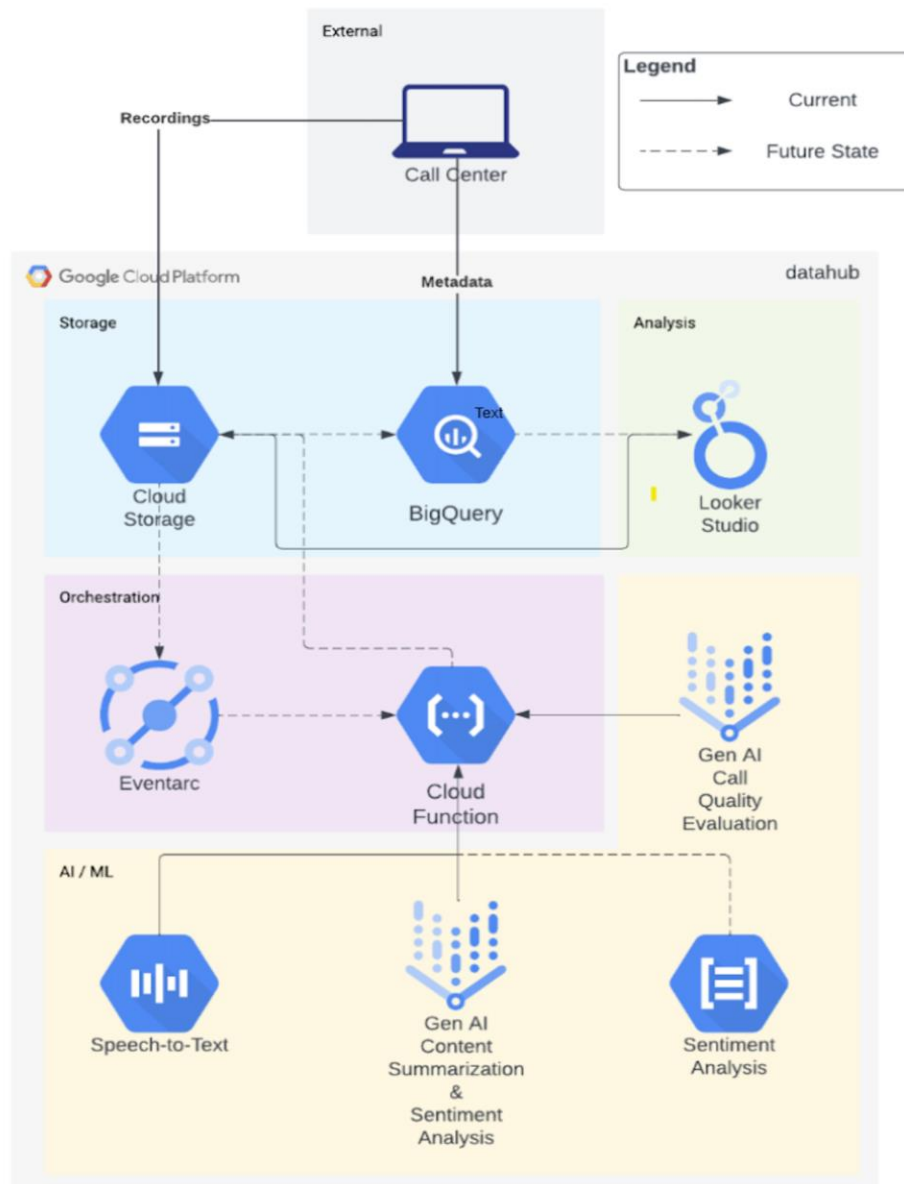 External
Legend
Current
Future State
Recordings
Call Center
Google Cloud Platform
datahub
Metadata
Storage
Analysis
Text
Cloud
Storage
BigQuery
Looker
Studio
Orchestration
Eventarc
Cloud
Function
Gen AI
Call
Quality
Evaluation
AI / ML
Speech-to-Text
Gen AI
Content
Summarization
&
Sentiment
Analysis
Sentiment
Analysis